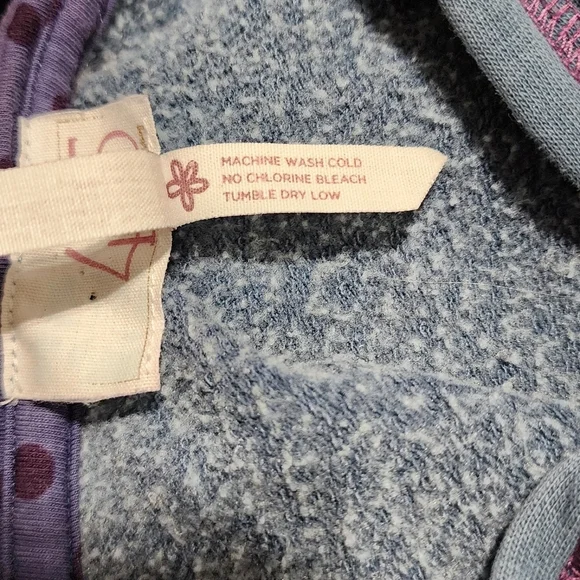 MACHINE WASH COLD
NO CHLORINE BLEACH
TUMBLE DRY LOW